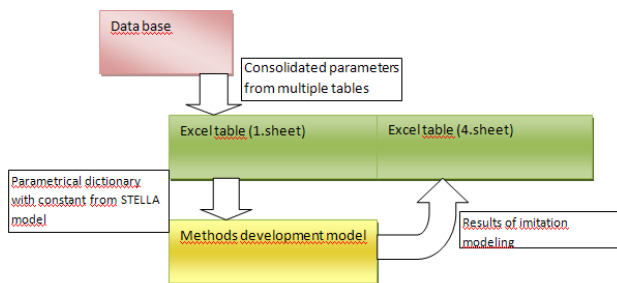 Data base
Consolidated parameters
from multiple tables
Excel table (1.sheet)
Excel table (4.sheet)
Parametrical dictionary
with constant from STELLA
model
Methods development model
Results of imitation
modeling